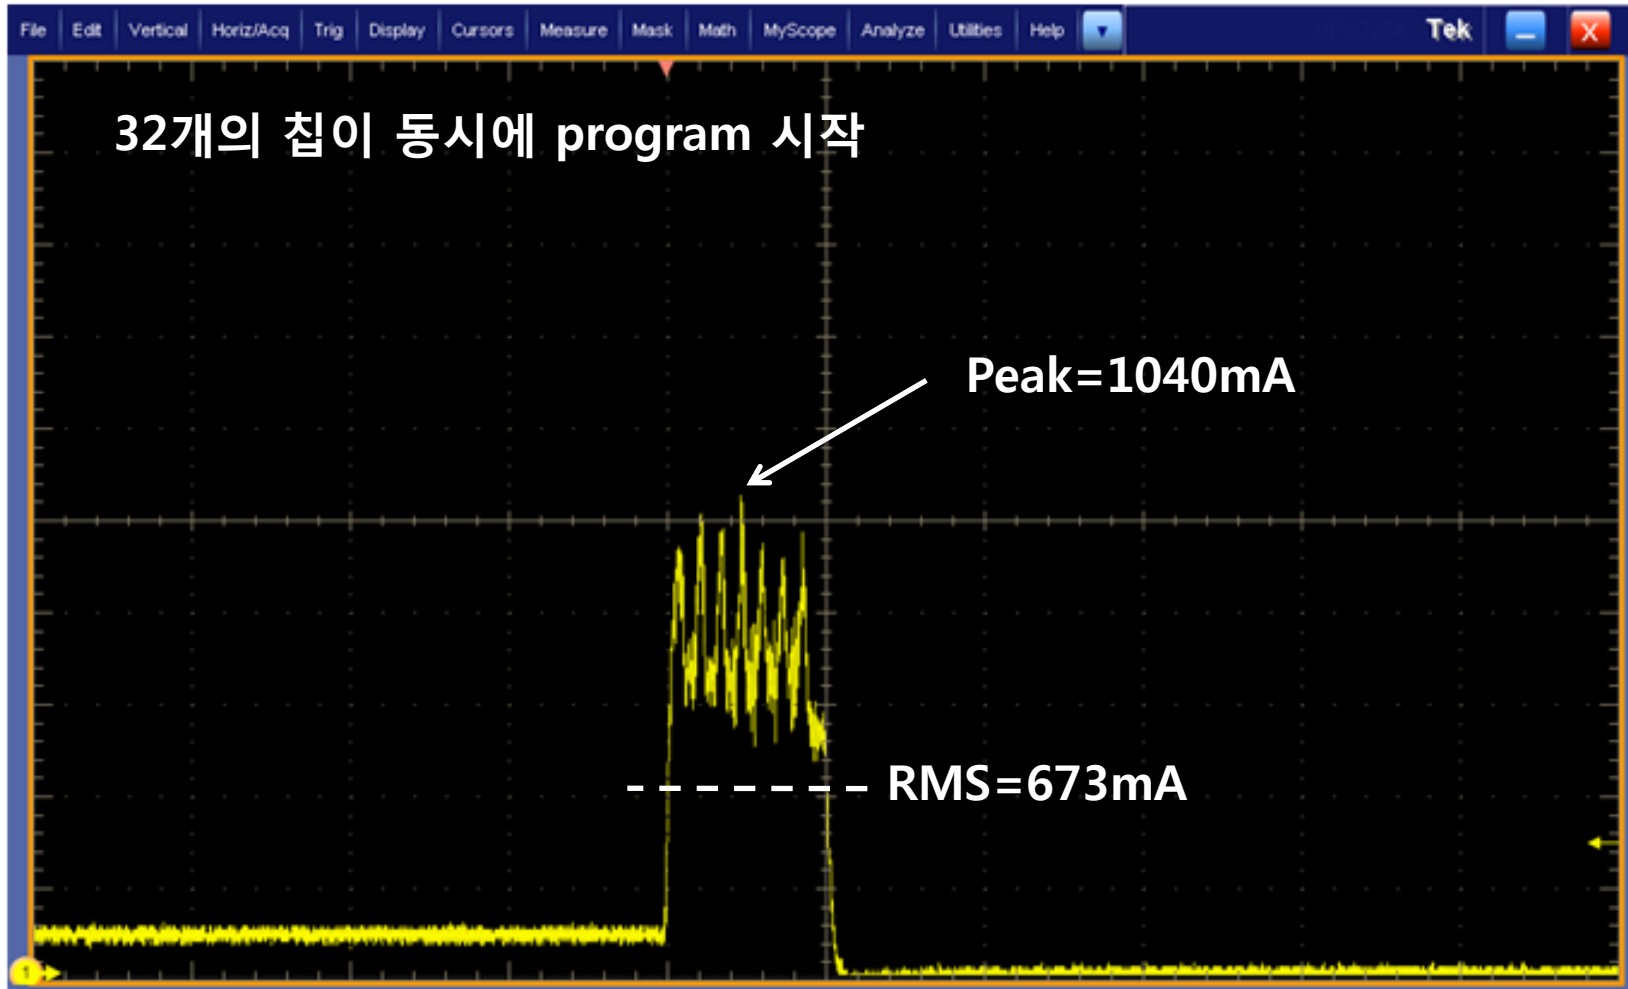 File Edit Vertical Horiz/Acq Trig Display Cursors Measure Mask Math MyScope Analyze Utilities Help Tek
32개의 칩이 동시에 program 시작
Peak=1040mA
RMS=673mA
1